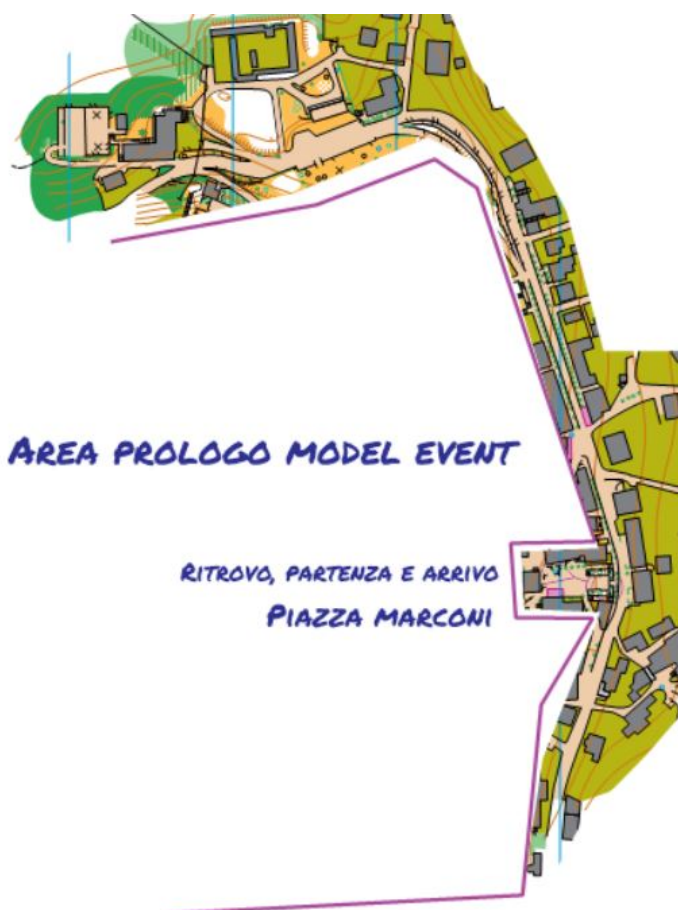 AREA PROLOGO MODEL EVENT
RITROVO, PARTENZA E ARRIVO
PIAZZA MARCONI